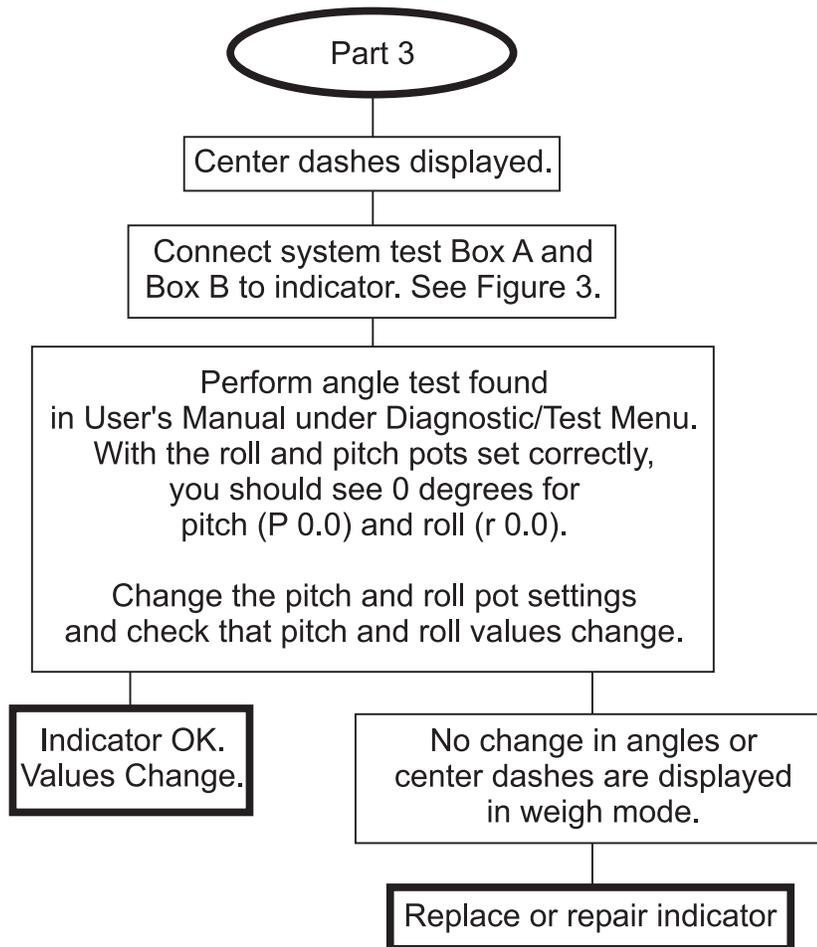 Part 3
Center dashes displayed.
Connect system test Box A and
Box B to indicator. See Figure 3.
Perform angle test found
in User's Manual under Diagnostic/Test Menu.
With the roll and pitch pots set correctly,
you should see 0 degrees for
pitch (P 0.0) and roll (r 0.0).
Change the pitch and roll pot settings
and check that pitch and roll values change.
Indicator OK.
Values Change.
No change in angles or
center dashes are displayed
in weigh mode.
Replace or repair indicator